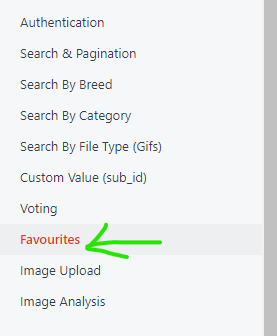 Authentication
Search & Pagination
Search By Breed
Search By Category
Search By File Type (Gifs)
Custom Value (sub_id)
Voting
Favourites
Image Upload
Image Analysis